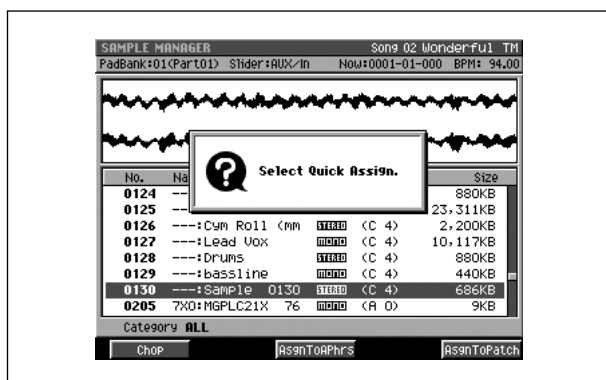 SAMPLE MANAGER Song 02 Wonderful TM
PadBank:01(Part01) Slider:AUX/In Now:0001-01-000 BPM: 94.00
Select Quick Assign.
No. Na Size
0124 -- 880KB
0125 -- 23,311KB
0126 ---:Cym Roll (mm STEREO (C 4) 2,200KB
0127 ---:Lead Vox mono (C 4) 10,117KB
0128 ---:Drums mono (C 4) 880KB
0129 ---:bassline mono (C 4) 440KB
0130 ---:Sample 0130 STEREO (C 4) 686KB
0205 7X0:MGPLC21X 76 mono (A 0) 9KB
Category ALL
Chop AsgnToAPhrs AsgnToPatch